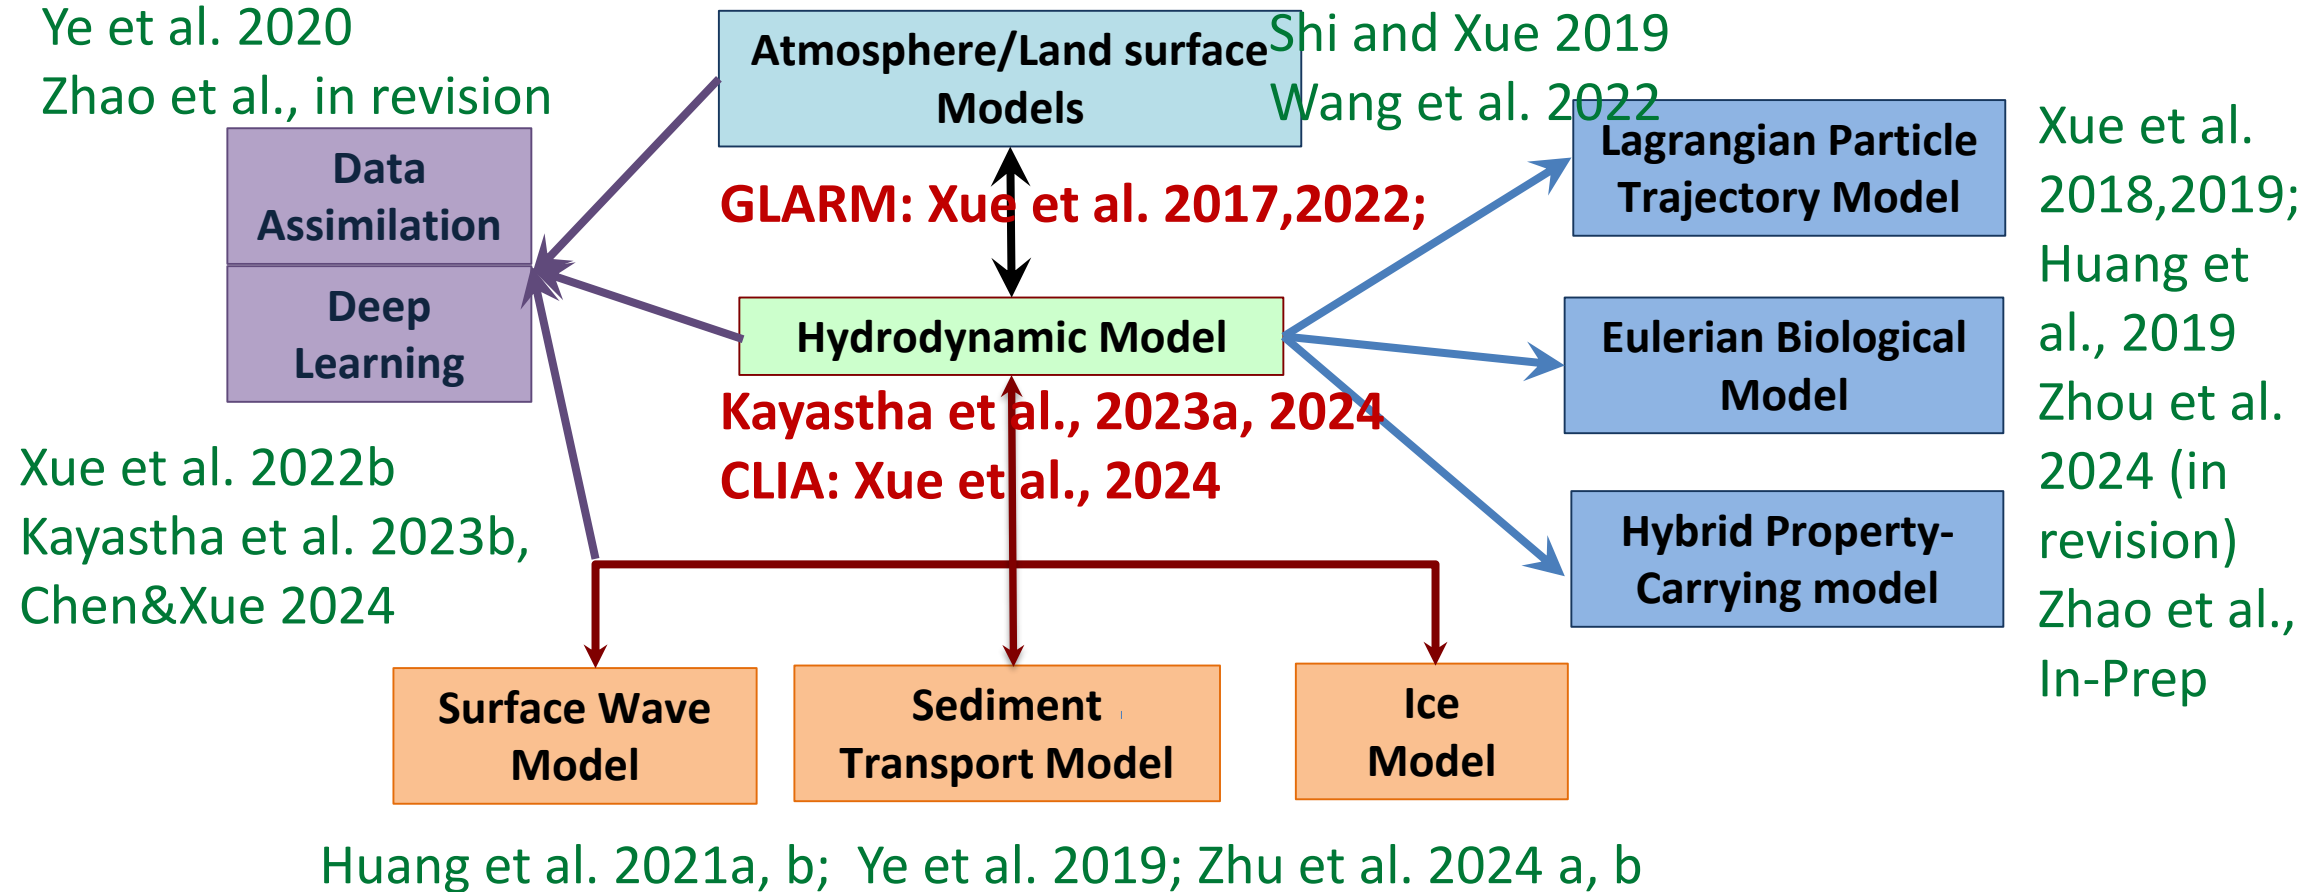 Ye et al. 2020
Zhao et al., in revision
Atmosphere/Land surface
Models
Shi and Xue 2019
Wang et al. 2022
Data
Assimilation
Deep
Learning
GLARM: Xue et al. 2017,2022;
Hydrodynamic Model
Kayastha et al., 2023a, 2024
CLIA: Xue et al., 2024
Lagrangian Particle
Trajectory Model
Eulerian Biological
Model
Hybrid Property-
Carrying model
Xue et al.
2018,2019;
Huang et
al., 2019
Zhou et al.
2024 (in
revision)
Zhao et al.,
In-Prep
Xue et al. 2022b
Kayastha et al. 2023b,
Chen&Xue 2024
Surface Wave
Model
Sediment
Transport Model
Ice
Model
Huang et al. 2021a, b; Ye et al. 2019; Zhu et al. 2024 a, b